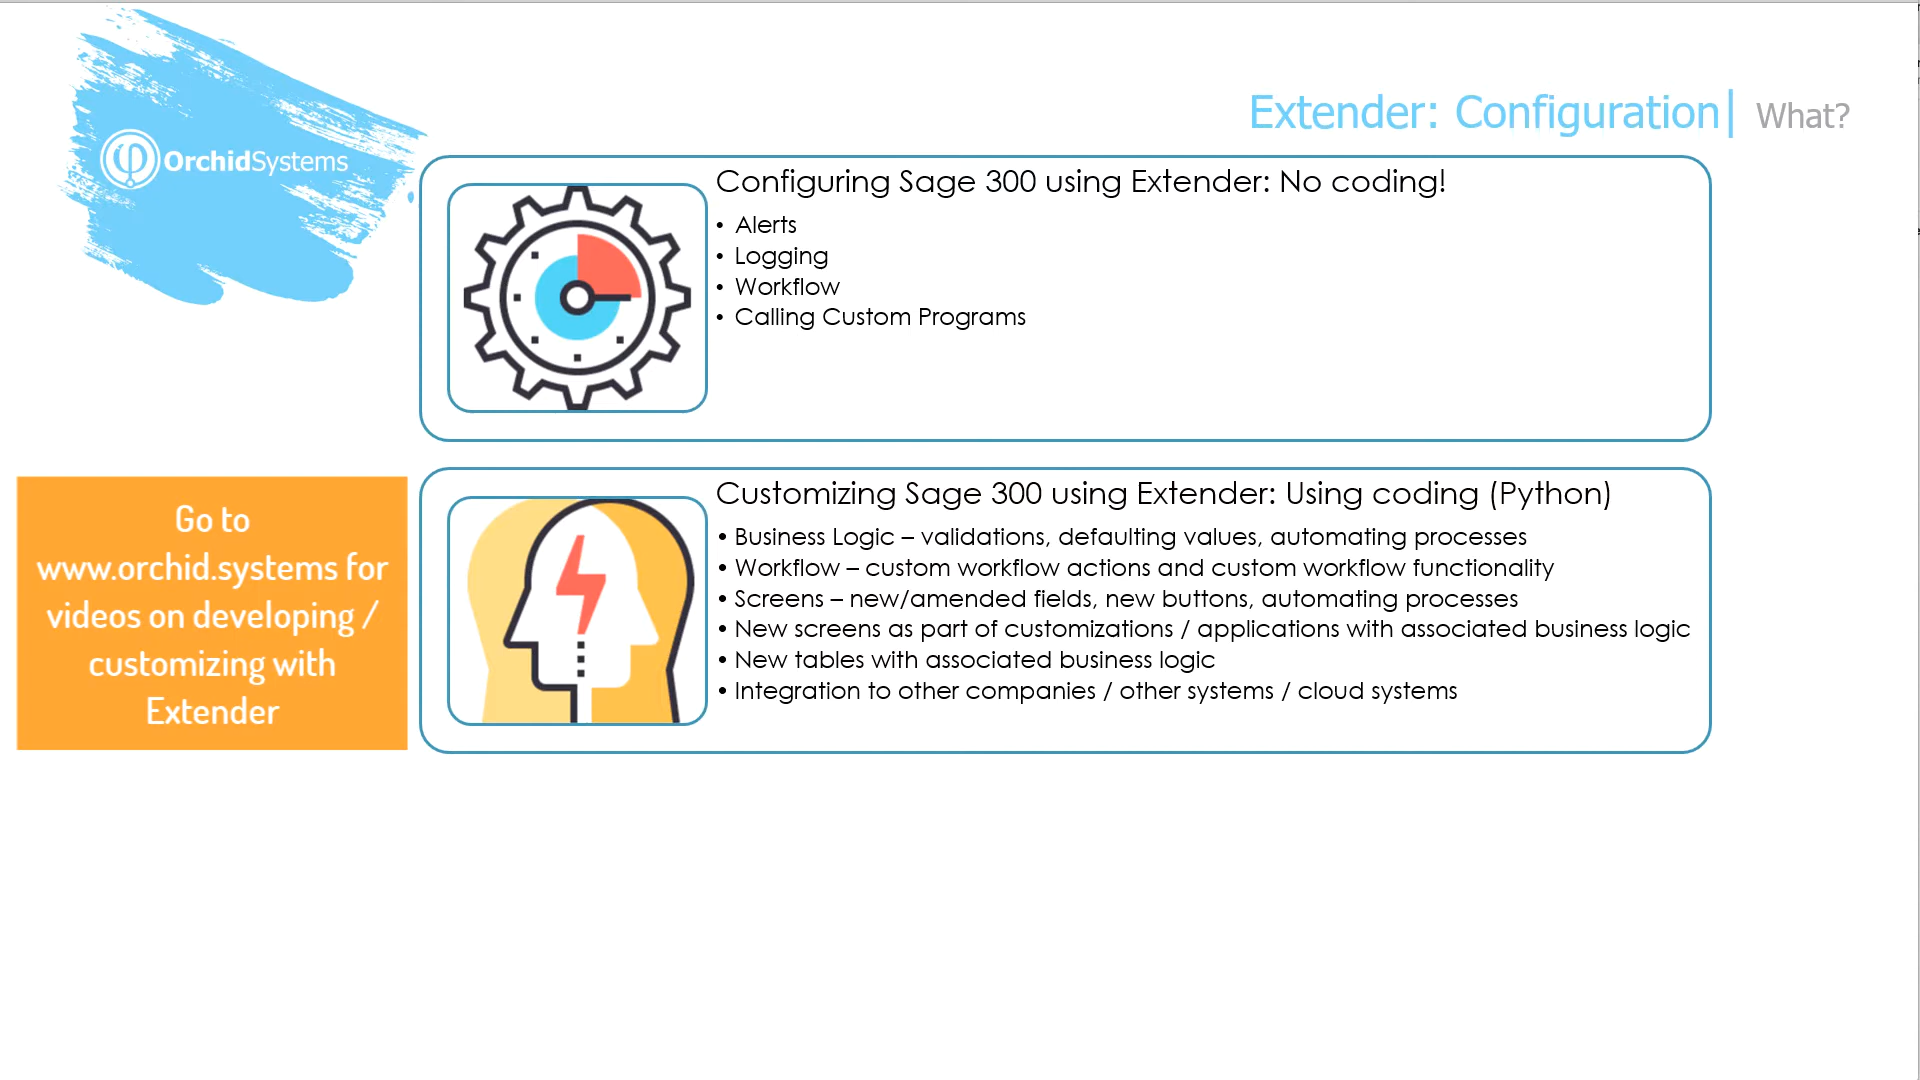 OrchidSystems
Extender: Configuration| What?
Configuring Sage 300 using Extender: No coding!
• Alerts
• Logging
• Workflow
• Calling Custom Programs
Go to
www.orchid.systems for
videos on developing /
customizing with
Extender
Customizing Sage 300 using Extender: Using coding (Python)
• Business Logic – validations, defaulting values, automating processes
• Workflow – custom workflow actions and custom workflow functionality
• Screens – new/amended fields, new buttons, automating processes
• New screens as part of customizations / applications with associated business logic
• New tables with associated business logic
• Integration to other companies / other systems / cloud systems